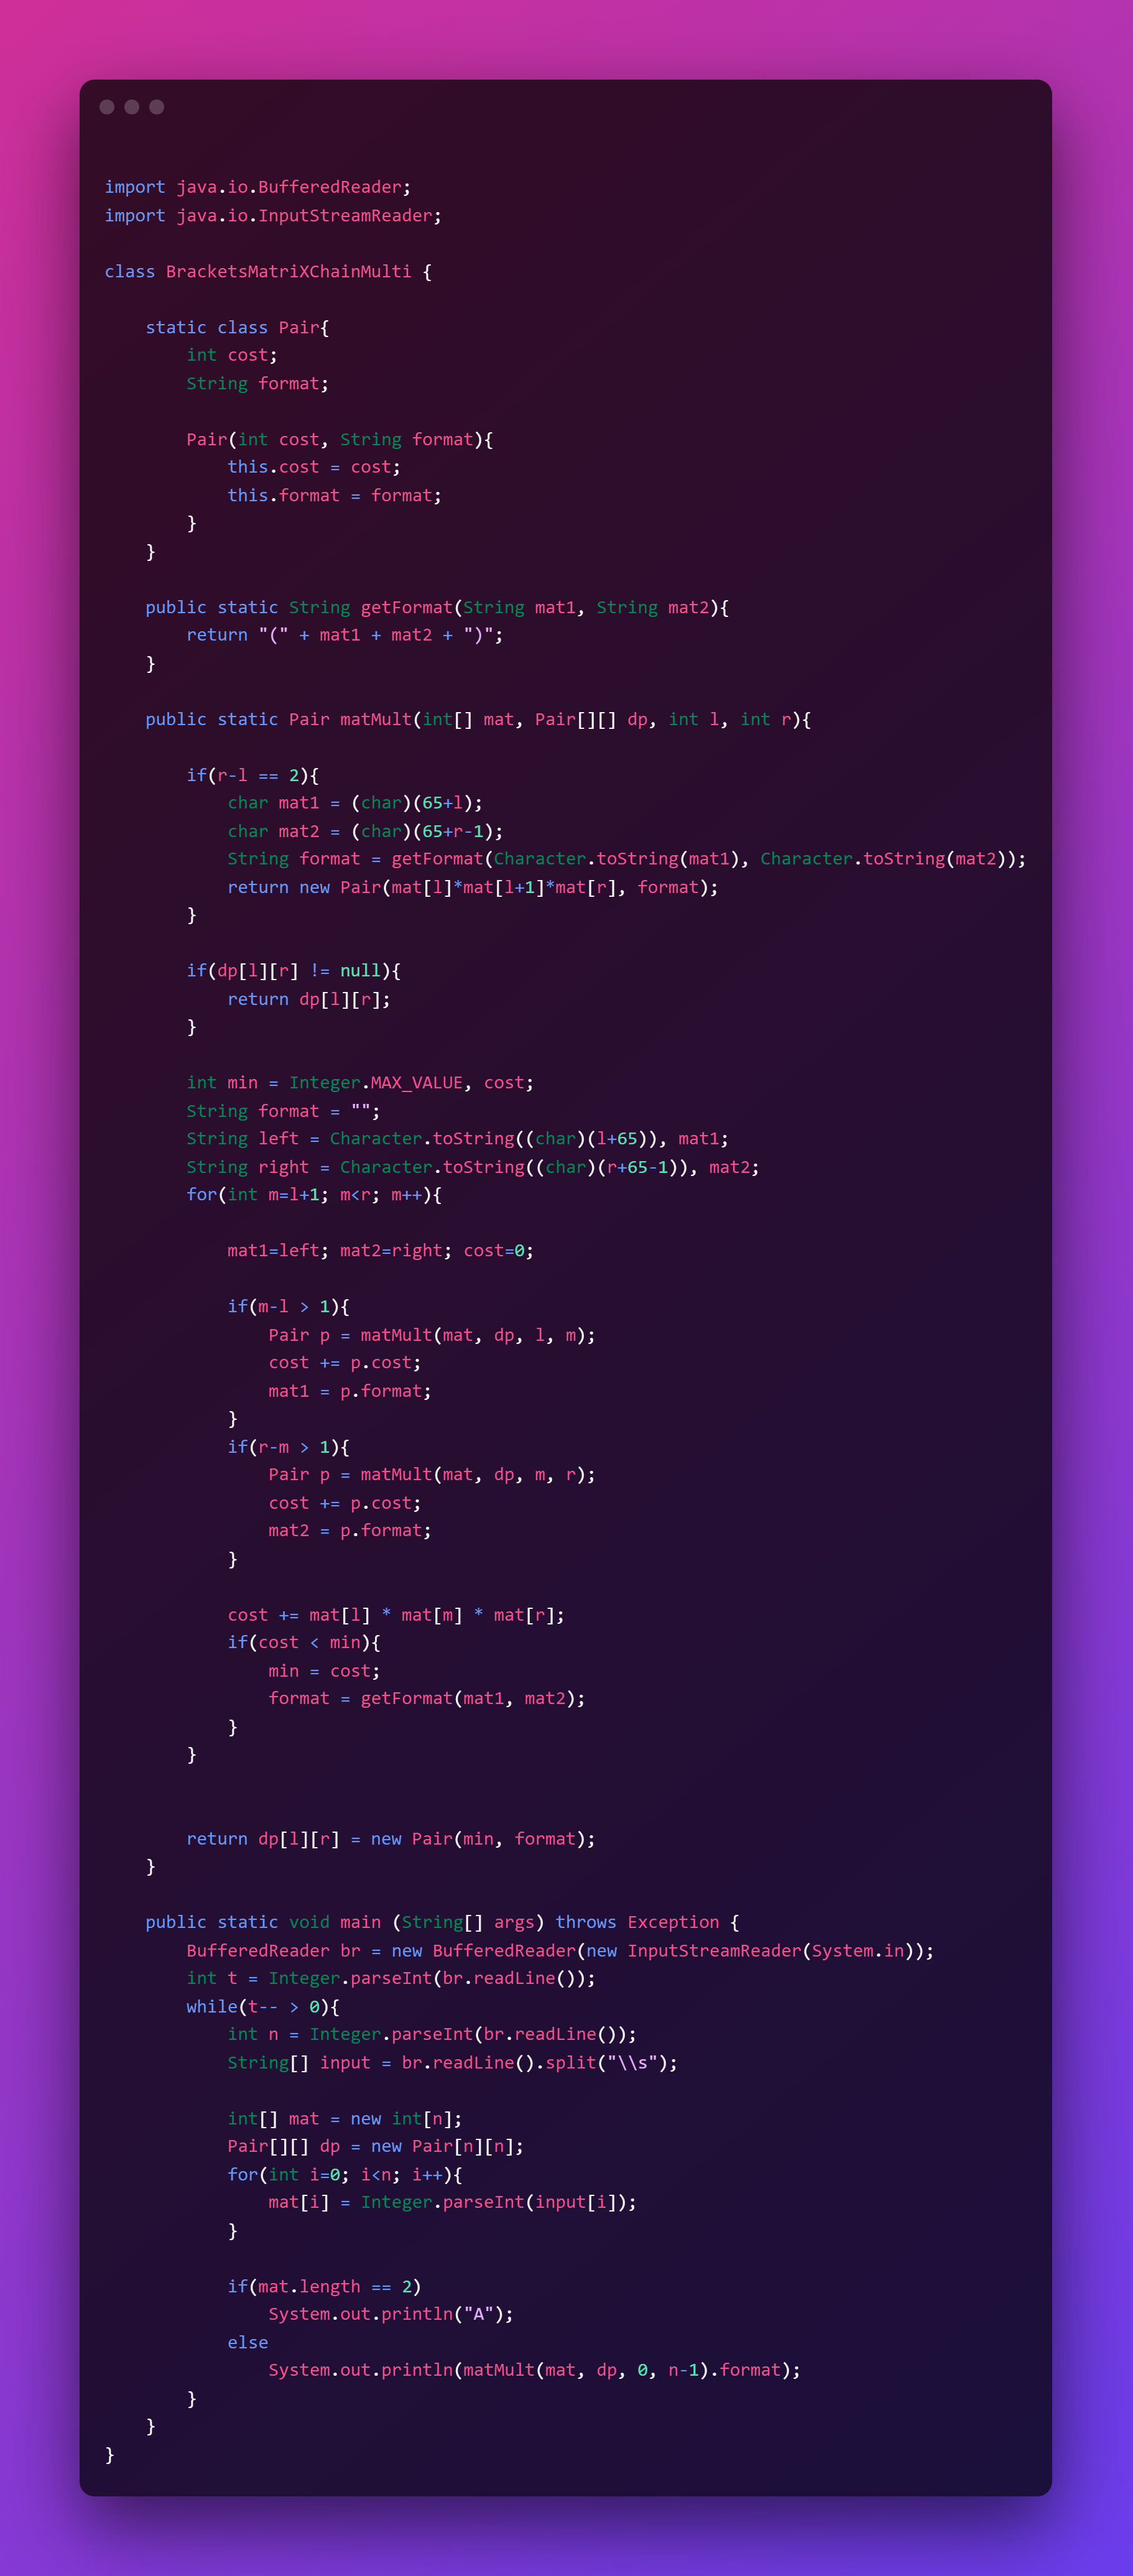 import java.io.BufferedReader;
import java.io.InputStreamReader;

class BracketsMatriXChainMulti {

    static class Pair{
        int cost;
        String format;

        Pair(int cost, String format){
            this.cost = cost;
            this.format = format;
        }
    }

    public static String getFormat(String mat1, String mat2){
        return "(" + mat1 + mat2 + ")";
    }

    public static Pair matMult(int[] mat, Pair[][] dp, int l, int r){

        if(r-l == 2){
            char mat1 = (char)(65+l);
            char mat2 = (char)(65+r-1);
            String format = getFormat(Character.toString(mat1), Character.toString(mat2));
            return new Pair(mat[l]*mat[l+1]*mat[r], format);
        }

        if(dp[l][r] != null){
            return dp[l][r];
        }

        int min = Integer.MAX_VALUE, cost;
        String format = "";
        String left = Character.toString((char)(l+65)), mat1;
        String right = Character.toString((char)(r+65-1)), mat2;
        for(int m=l+1; m<r; m++){

            mat1=left; mat2=right; cost=0;

            if(m-l > 1){
                Pair p = matMult(mat, dp, l, m);
                cost += p.cost;
                mat1 = p.format;
            }
            if(r-m > 1){
                Pair p = matMult(mat, dp, m, r);
                cost += p.cost;
                mat2 = p.format;
            }

            cost += mat[l] * mat[m] * mat[r];
            if(cost < min){
                min = cost;
                format = getFormat(mat1, mat2);
            }
        }


        return dp[l][r] = new Pair(min, format);
    }

    public static void main (String[] args) throws Exception {
        BufferedReader br = new BufferedReader(new InputStreamReader(System.in));
        int t = Integer.parseInt(br.readLine());
        while(t-- > 0){
            int n = Integer.parseInt(br.readLine());
            String[] input = br.readLine().split("\\s");

            int[] mat = new int[n];
            Pair[][] dp = new Pair[n][n];
            for(int i=0; i<n; i++){
                mat[i] = Integer.parseInt(input[i]);
            }

            if(mat.length == 2)
                System.out.println("A");
            else
                System.out.println(matMult(mat, dp, 0, n-1).format);
        }
    }
}